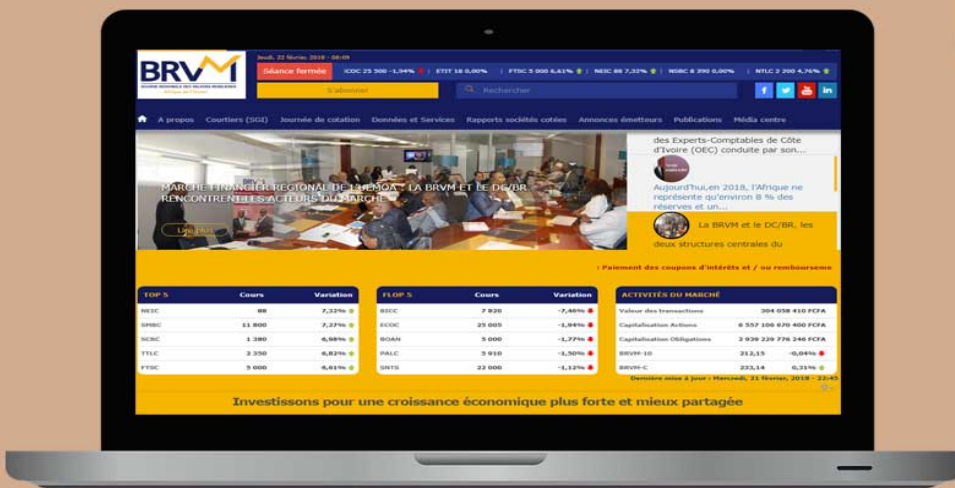 BRVM
BOURSE REGIONALE DES VALEURS MOBILIERES
Afrique de l'Ouest
Jeudi, 22 février, 2018 - 08:09
Séance fermée
ICOC 25 500 -1,94% | ETIT 18 0,00% | FTSC 5 000 6,61% | NEIC 88 7,32% | NSBC 8 390 0,00% | NTLC 2 200 4,76%
S'abonner
Rechercher
A propos Courtiers (SGI) Journée de cotation Données et Services Rapports sociétés cotées Annonces émetteurs Publications Média centre
MARCHE FINANCIER REGIONAL DE L'UEMOA : LA BRVM ET LE DC/BR
RENCONTRENT LES ACTEURS DU MARCHE
Lire plus
des Experts-Comptables de Côte
d'Ivoire (OEC) conduite par son...
Aujourd'hui,en 2018, l'Afrique ne
représente qu'environ 8 % des
réserves et un...
La BRVM et le DC/BR, les
deux structures centrales du
: Paiement des coupons d'intérêts et / ou rembourseme
TOP 5 Cours Variation
NEIC 88 7,32%
SMBC 11 800 7,27%
SCRC 1 380 6,98%
TTLC 2 350 6,82%
FTSC 5 000 6,61%
FLOP 5 Cours Variation
BICC 7 820 -7,46%
ECOC 25 005 -1,94%
BOAN 5 000 -1,77%
PALC 5 910 -1,50%
SNTS 22 000 -1,12%
ACTIVITÉS DU MARCHÉ
Valeur des transactions 304 058 410 FCFA
Capitalisation Actions 6 557 106 670 400 FCFA
Capitalisation Obligations 2 939 229 776 246 FCFA
BRVM-10 212,15 -0,04%
BRVM-C 233,14 0,31%
Dernière mise à jour : Mercredi, 21 février, 2018 - 22:45
Investissons pour une croissance économique plus forte et mieux partagée